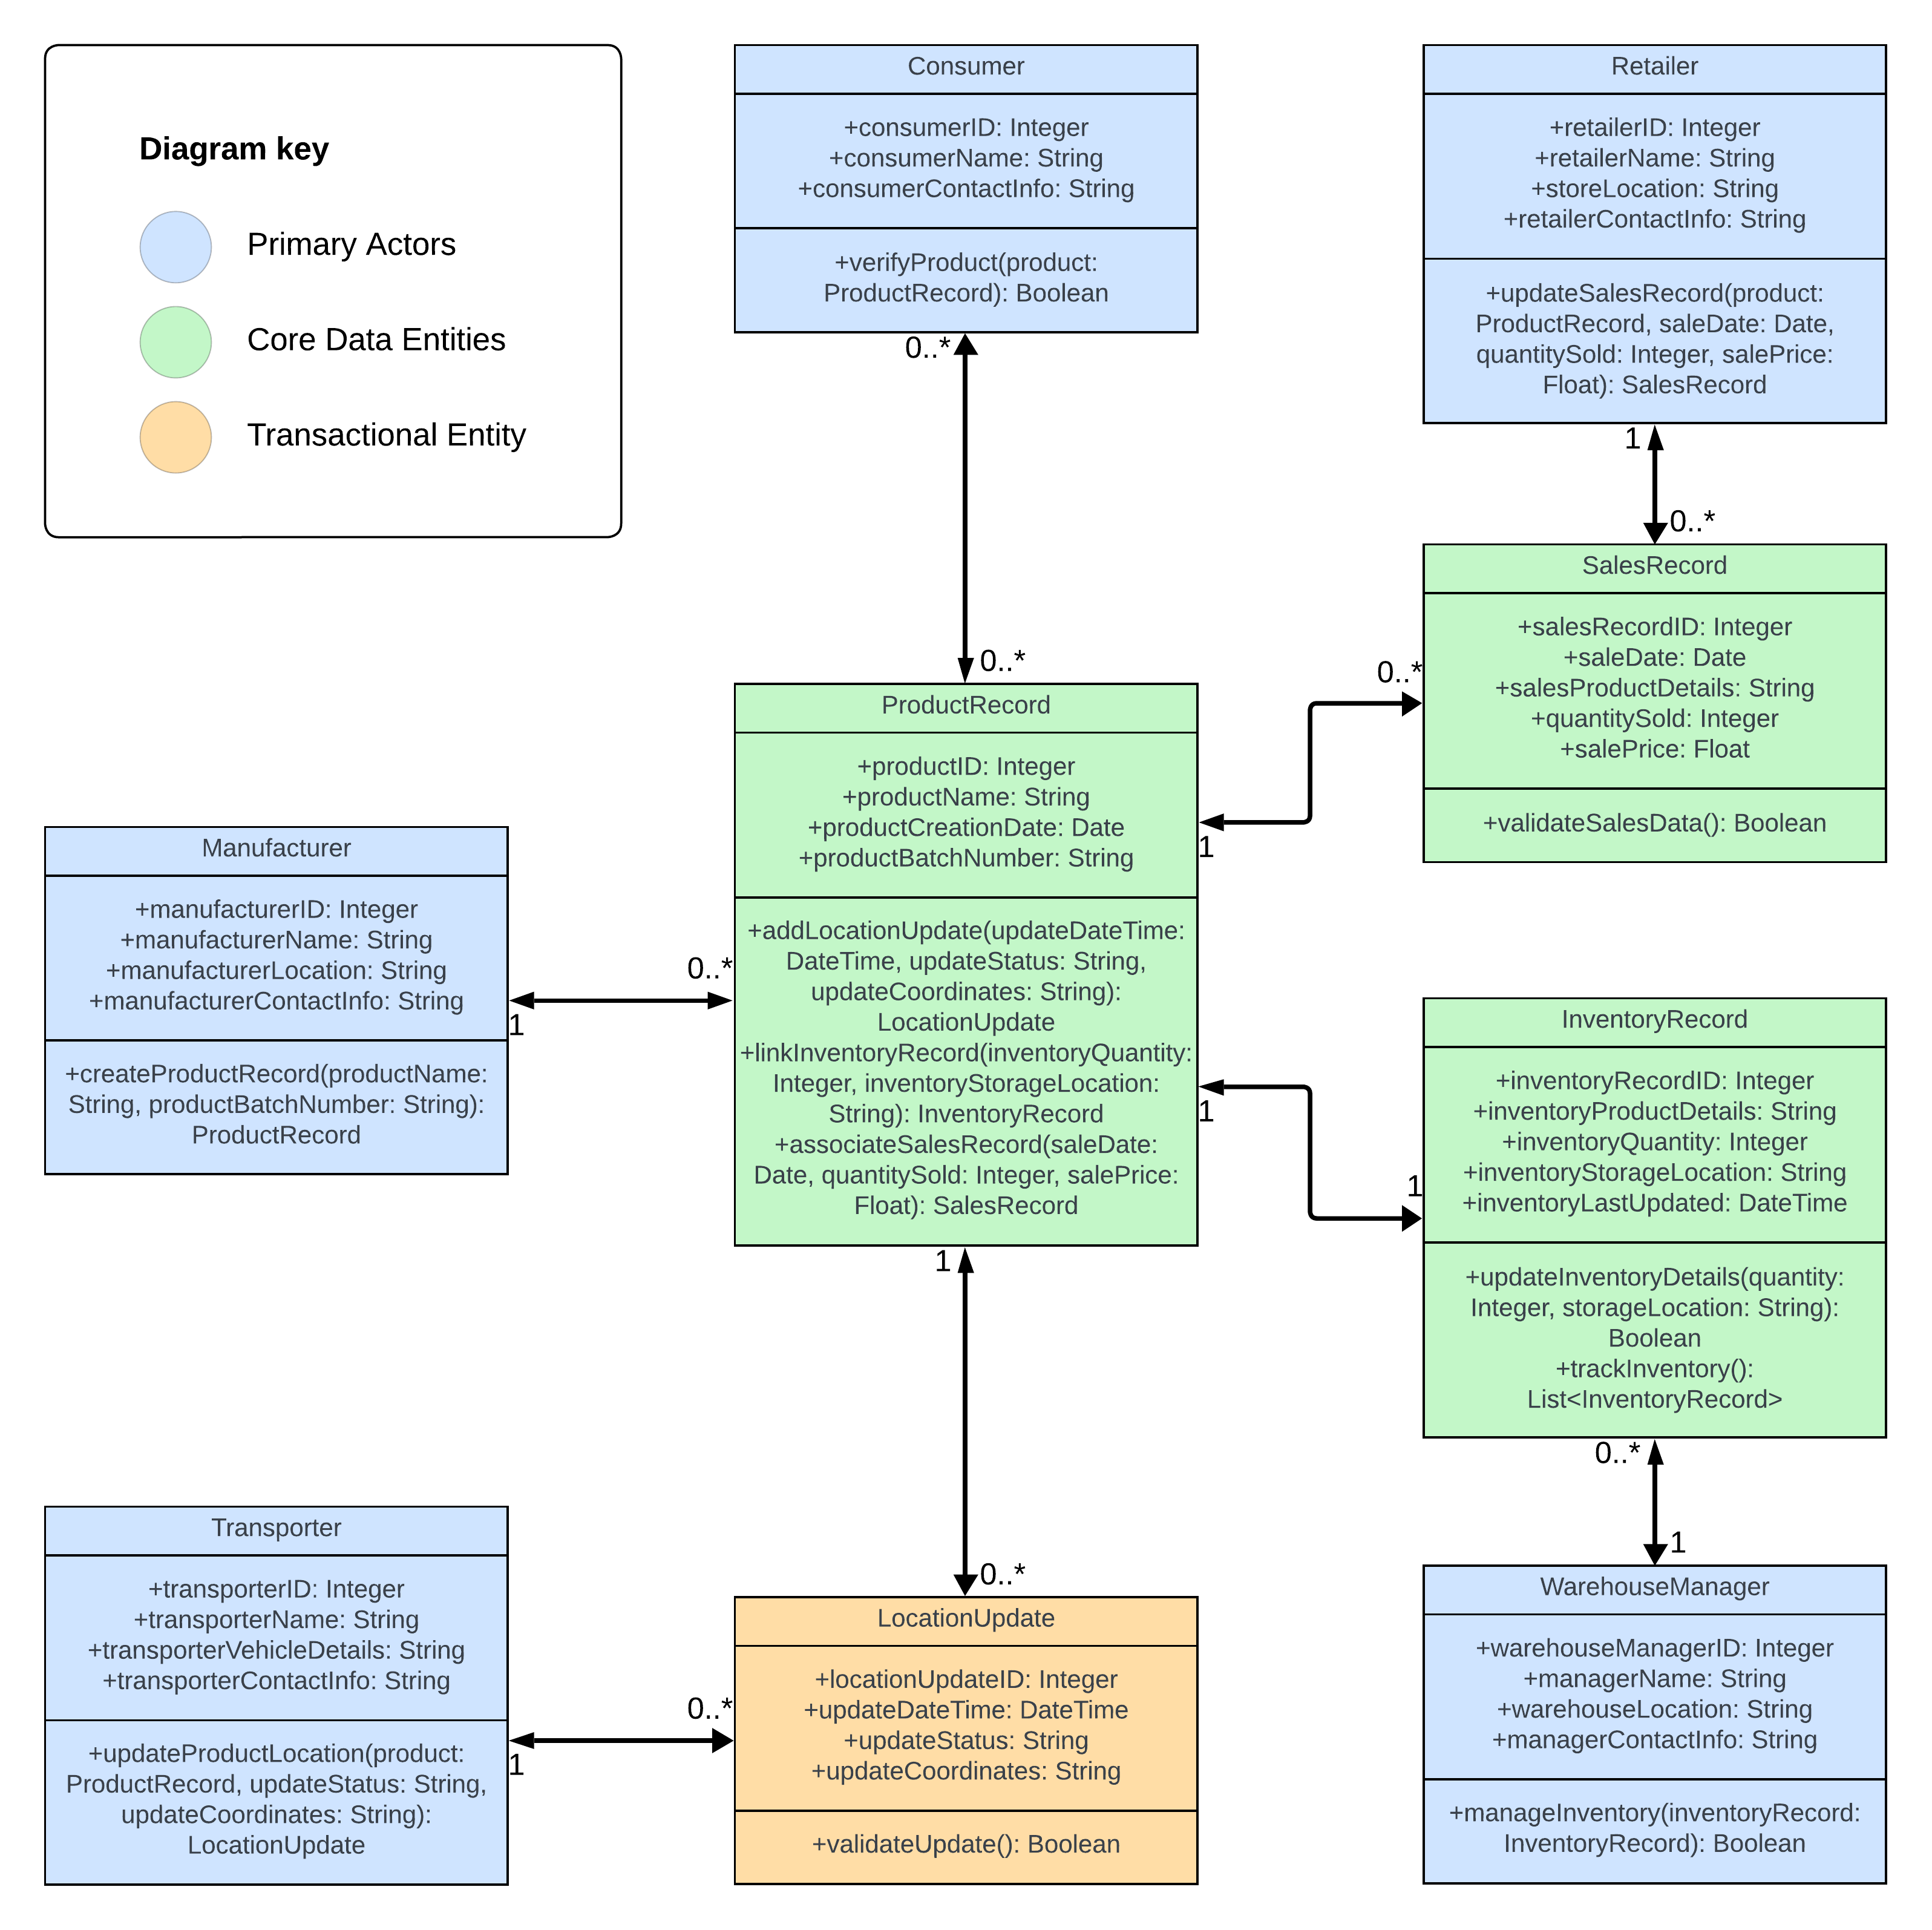 Diagram key
Primary Actors
Core Data Entities
Transactional Entity
Consumer
+consumerID: Integer
+consumerName: String
+consumerContactInfo: String
+verifyProduct(product:
ProductRecord): Boolean
0..*
0..*
Retailer
+retailerID: Integer
+retailerName: String
+storeLocation: String
+retailerContactInfo: String
+updateSalesRecord(product:
ProductRecord, saleDate: Date,
quantitySold: Integer, salePrice:
Float): SalesRecord
1
0..*
SalesRecord
+salesRecordID: Integer
+saleDate: Date
+salesProductDetails: String
+quantitySold: Integer
+salePrice: Float
+validateSalesData(): Boolean
0..*
1
ProductRecord
+productID: Integer
+productName: String
+productCreationDate: Date
+productBatchNumber: String
+addLocationUpdate(updateDateTime:
DateTime, updateStatus: String,
updateCoordinates: String):
LocationUpdate
+linkInventoryRecord(inventoryQuantity:
Integer, inventoryStorageLocation:
String): InventoryRecord
+associateSalesRecord(saleDate:
Date, quantitySold: Integer, salePrice:
Float): SalesRecord
Manufacturer
+manufacturerID: Integer
+manufacturerName: String
+manufacturerLocation: String
+manufacturerContactInfo: String
+createProductRecord(productName:
String, productBatchNumber: String):
ProductRecord
1
0..*
1
1
InventoryRecord
+inventoryRecordID: Integer
+inventoryProductDetails: String
+inventoryQuantity: Integer
+inventoryStorageLocation: String
+inventoryLastUpdated: DateTime
+updateInventoryDetails(quantity:
Integer, storageLocation: String):
Boolean
+trackInventory():
List<InventoryRecord>
0..*
1
1
0..*
Transporter
+transporterID: Integer
+transporterName: String
+transporterVehicleDetails: String
+transporterContactInfo: String
+updateProductLocation(product:
ProductRecord, updateStatus: String,
updateCoordinates: String):
LocationUpdate
1
0..*
LocationUpdate
+locationUpdateID: Integer
+updateDateTime: DateTime
+updateStatus: String
+updateCoordinates: String
+validateUpdate(): Boolean
WarehouseManager
+warehouseManagerID: Integer
+managerName: String
+warehouseLocation: String
+managerContactInfo: String
+manageInventory(inventoryRecord:
InventoryRecord): Boolean